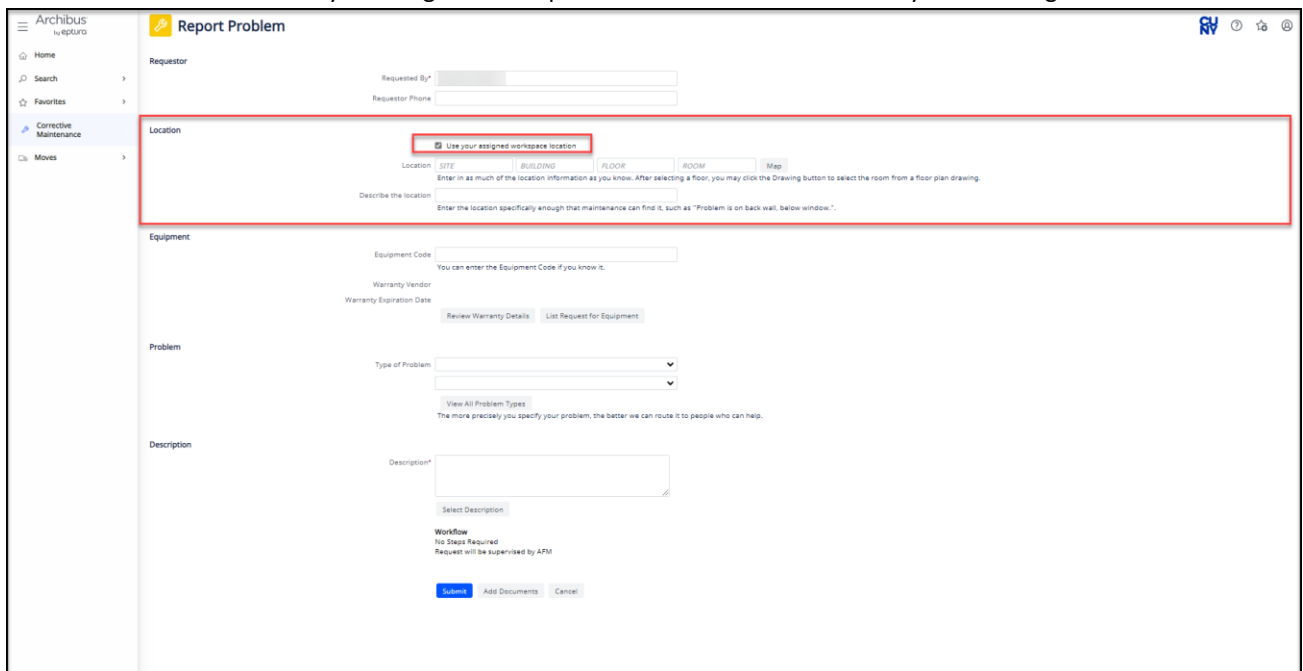 Archibus
by eptura
Report Problem
CU
NY
Home
Search
Favorites
Corrective
Maintenance
Moves
Requestor
Requested By*
Requestor Phone
Location
Use your assigned workspace location
Location SITE BUILDING FLOOR ROOM Map
Enter in as much of the location information as you know. After selecting a floor, you may click the Drawing button to select the room from a floor plan drawing.
Describe the location
Enter the location specifically enough that maintenance can find it, such as "Problem is on back wall, below window.".
Equipment
Equipment Code
You can enter the Equipment Code if you know it.
Warranty Vendor
Warranty Expiration Date
Review Warranty Details List Request for Equipment
Problem
Type of Problem
View All Problem Types
The more precisely you specify your problem, the better we can route it to people who can help.
Description
Description*
Select Description
Workflow
No Steps Required
Request will be supervised by AFM
Submit Add Documents Cancel